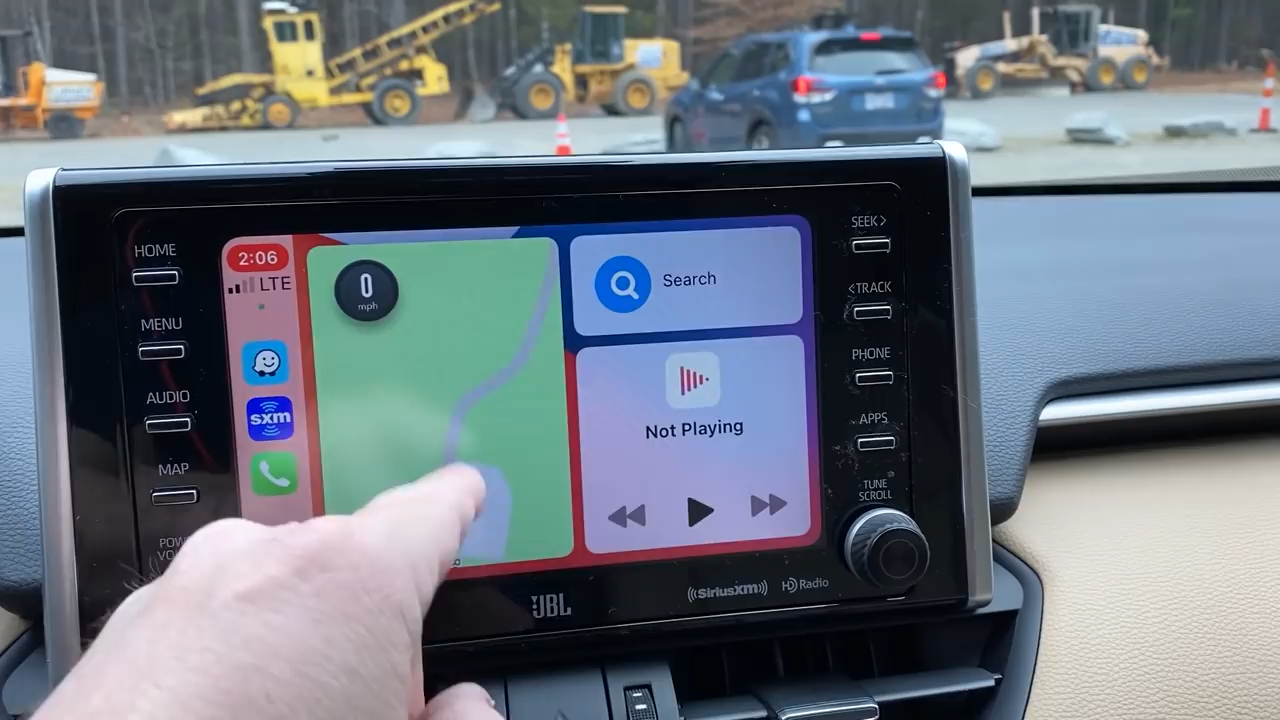 HOME
MENU
AUDIO
MAP
2:06
LTE
sxm
0
mph
Search
Not Playing
SEEK>
<TRACK
PHONE
APPS
TUNE
SCROLL
JBL
((SiriusXM))
HD Radio